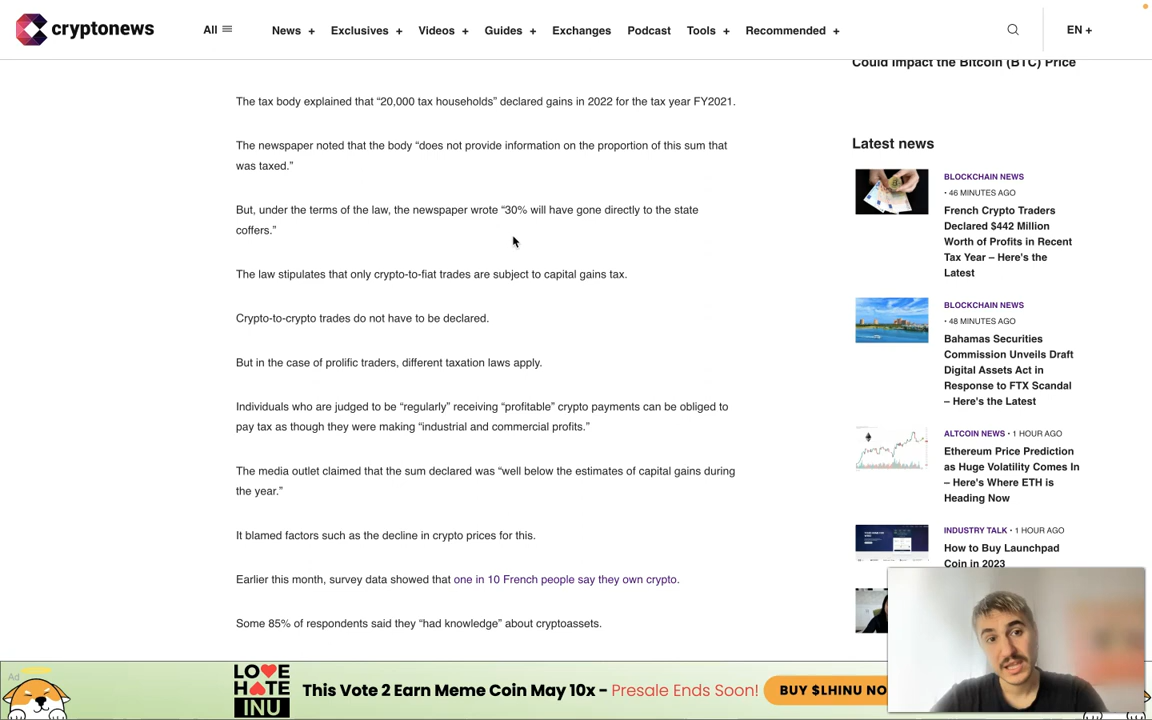 cryptonews
All
News +
Exclusives +
Videos +
Guides +
Exchanges
Podcast
Tools +
Recommended +
EN +
The tax body explained that “20,000 tax households” declared gains in 2022 for the tax year FY2021.
The newspaper noted that the body “does not provide information on the proportion of this sum that
was taxed.”
But, under the terms of the law, the newspaper wrote “30% will have gone directly to the state
coffers.”
The law stipulates that only crypto-to-fiat trades are subject to capital gains tax.
Crypto-to-crypto trades do not have to be declared.
But in the case of prolific traders, different taxation laws apply.
Individuals who are judged to be “regularly” receiving “profitable” crypto payments can be obliged to
pay tax as though they were making “industrial and commercial profits.”
The media outlet claimed that the sum declared was “well below the estimates of capital gains during
the year.”
It blamed factors such as the decline in crypto prices for this.
Earlier this month, survey data showed that one in 10 French people say they own crypto.
Some 85% of respondents said they “had knowledge” about cryptoassets.
Could Impact the Bitcoin (BTC) Price
Latest news
BLOCKCHAIN NEWS
• 46 MINUTES AGO
French Crypto Traders
Declared $442 Million
Worth of Profits in Recent
Tax Year – Here's the
Latest
BLOCKCHAIN NEWS
• 48 MINUTES AGO
Bahamas Securities
Commission Unveils Draft
Digital Assets Act in
Response to FTX Scandal
– Here's the Latest
ALTCOIN NEWS • 1 HOUR AGO
Ethereum Price Prediction
as Huge Volatility Comes In
– Here's Where ETH is
Heading Now
INDUSTRY TALK • 1 HOUR AGO
How to Buy Launchpad
Coin in 2023
Ad
LOVE
HATE
INU
This Vote 2 Earn Meme Coin May 10x - Presale Ends Soon!
BUY $LHINU NO